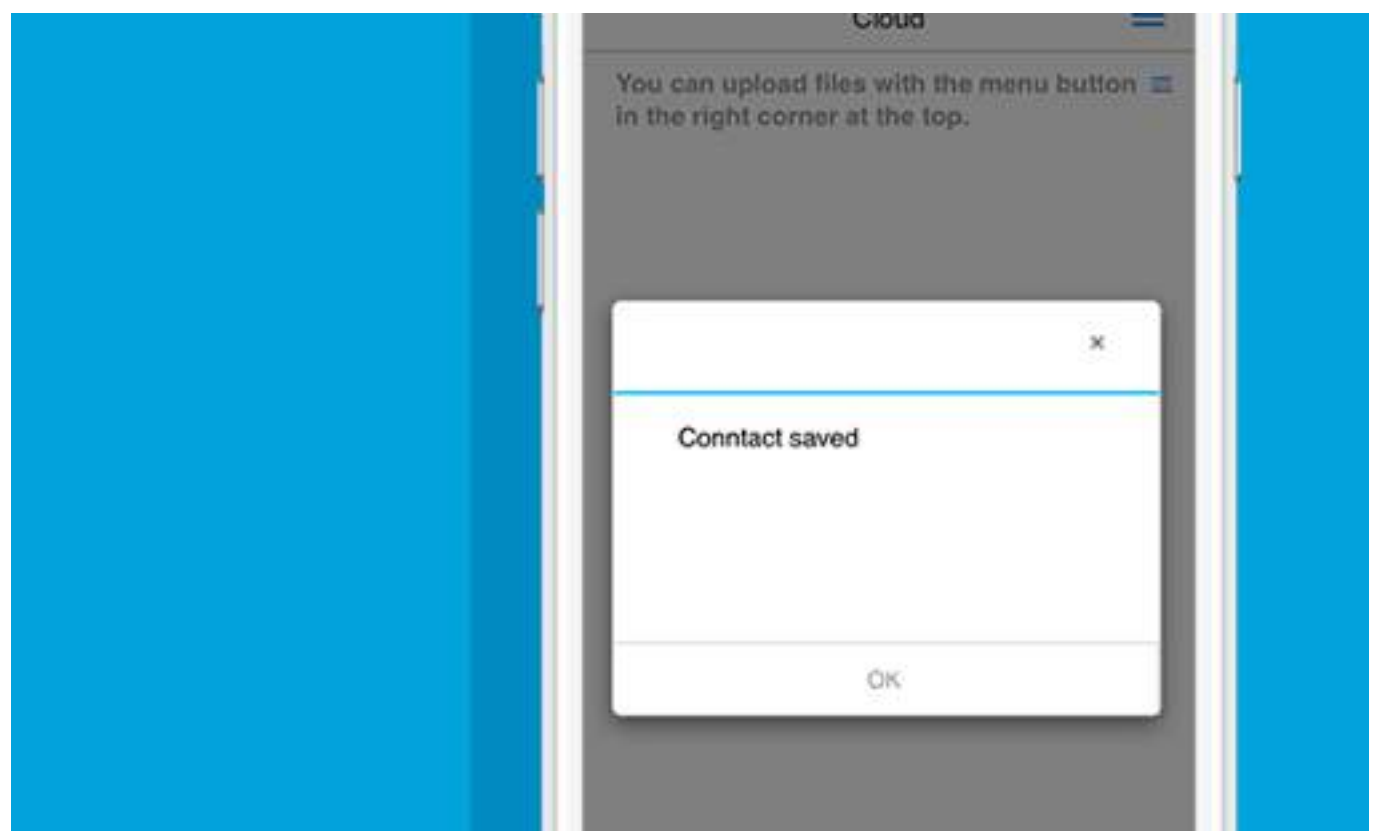 Cloud
You can upload files with the menu button
in the right corner at the top.
×
Conntact saved
OK